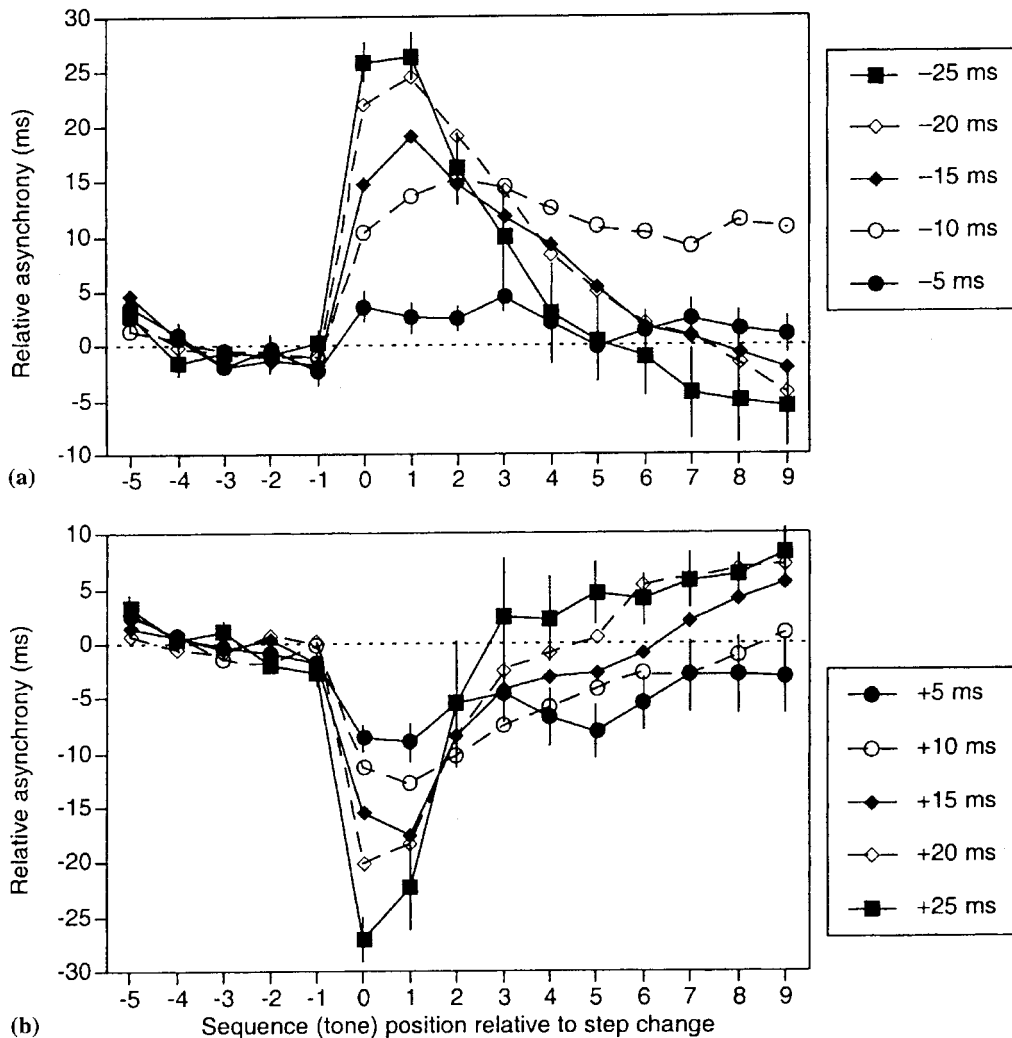 30
25
20
15
10
5
0
-5
-10
Relative asynchrony (ms)
-5 -4 -3 -2 -1 0 1 2 3 4 5 6 7 8 9
(a)
−25 ms
−20 ms
−15 ms
−10 ms
−5 ms
10
5
0
-5
-10
-15
-20
-25
-30
Relative asynchrony (ms)
-5 -4 -3 -2 -1 0 1 2 3 4 5 6 7 8 9
(b)
Sequence (tone) position relative to step change
+5 ms
+10 ms
+15 ms
+20 ms
+25 ms